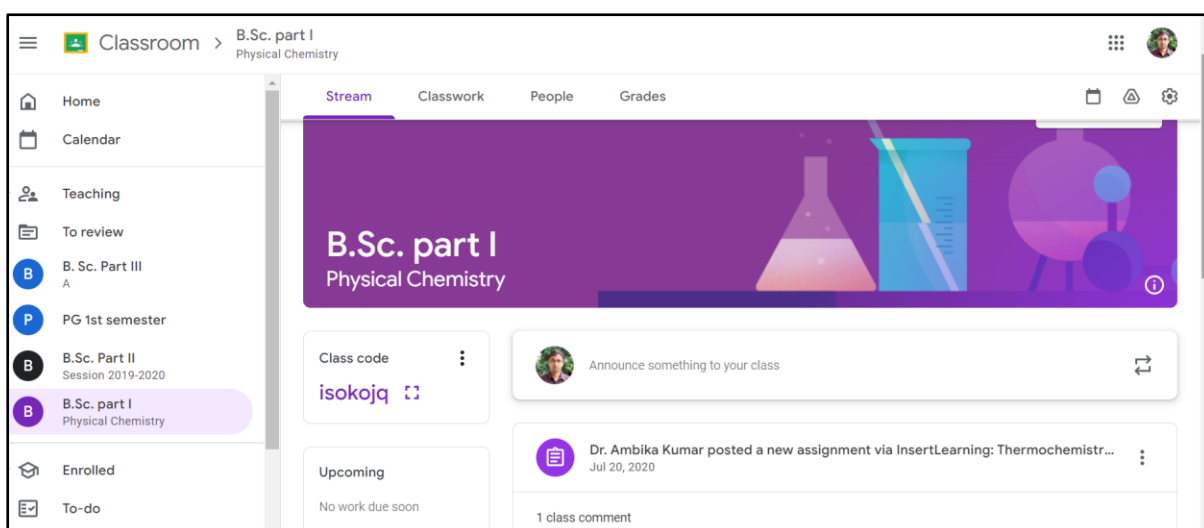 Classroom > B.Sc. part I
Physical Chemistry
Home
Calendar
Teaching
To review
B B. Sc. Part III
A
P PG 1st semester
B B.Sc. Part II
Session 2019-2020
B B.Sc. part I
Physical Chemistry
Enrolled
To-do
Stream Classwork People Grades
B.Sc. part I
Physical Chemistry
Class code
isokojq
Upcoming
No work due soon
Announce something to your class
Dr. Ambika Kumar posted a new assignment via InsertLearning: Thermochemistr...
Jul 20, 2020
1 class comment